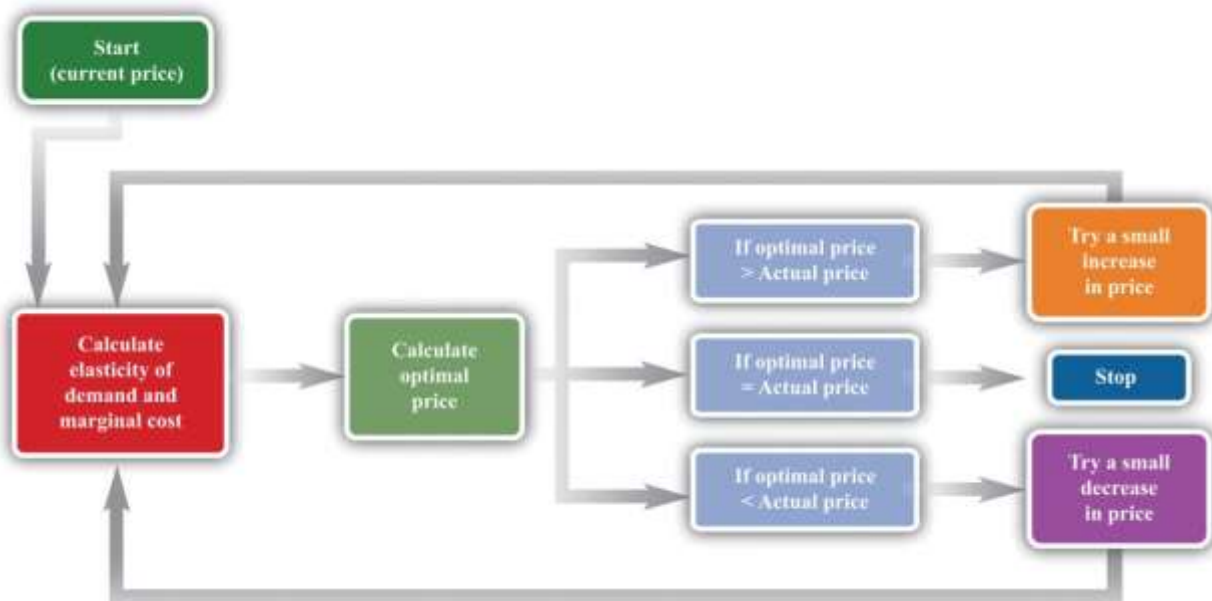 Start
(current price)
If optimal price
> Actual price
Try a small
increase
in price
Calculate
elasticity of
demand and
marginal cost
Calculate
optimal
price
If optimal price
= Actual price
Stop
If optimal price
< Actual price
Try a small
decrease
in price